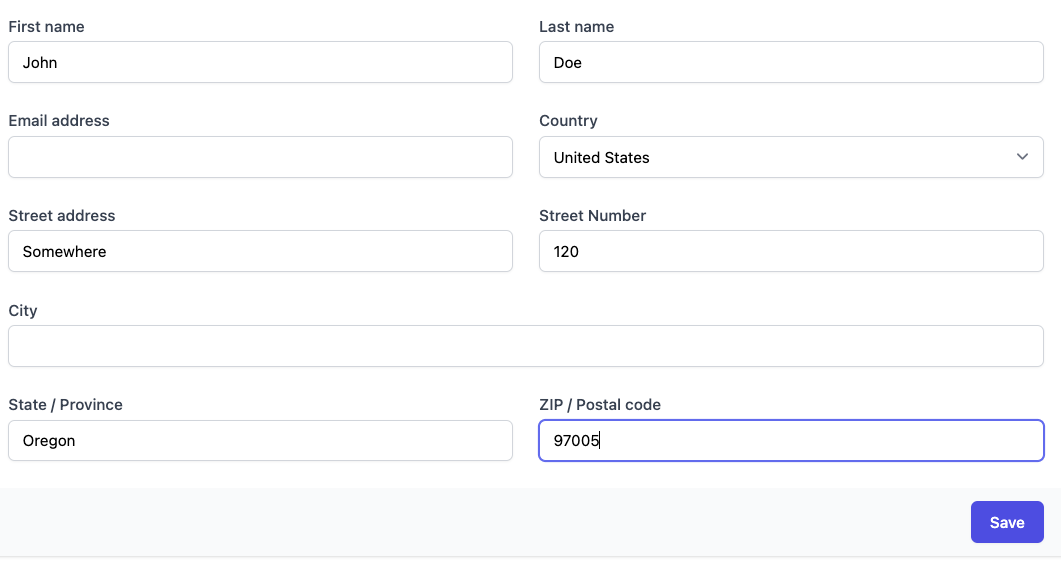 First name
Last name
John
Doe
Email address
Country
United States
Street address
Street Number
Somewhere
120
City
State / Province
ZIP / Postal code
Oregon
97005
Save